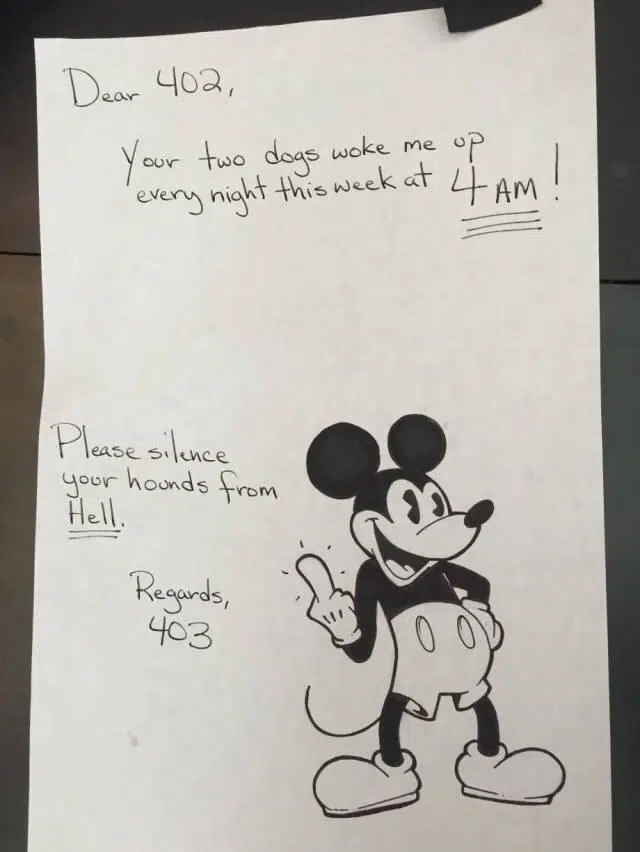 Dear 402,
Your two dogs woke me up
every night this week at 4 AM!
Please silence
your hounds from
Hell.
Regards,
403